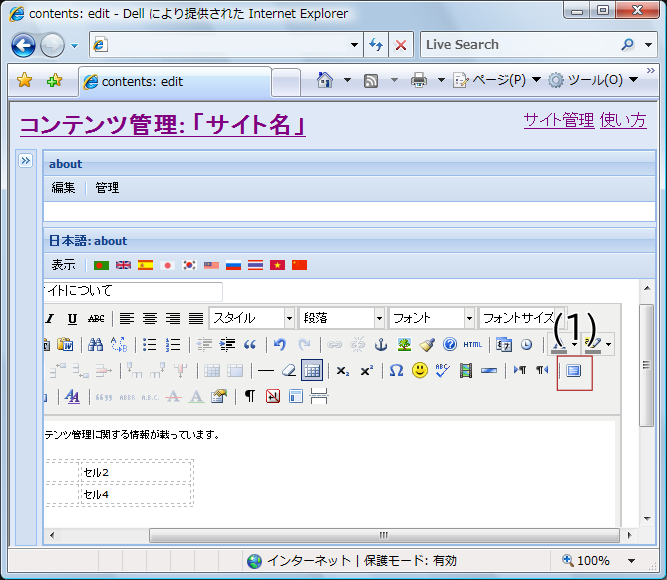 contents: edit - Dell により提供された Internet Explorer
Live Search
contents: edit
ページ(P)
ツール(O)
コンテンツ管理: 「サイト名」
サイト管理 使い方
about
編集 管理
日本語: about
表示
イトについて
I U ABC スタイル 段落 フォント フォントサイズ
(1)
HTML
ABC
ABBR A.B.C.
ンテンツ管理に関する情報が載っています。
セル2
セル4
インターネット | 保護モード: 有効
100%